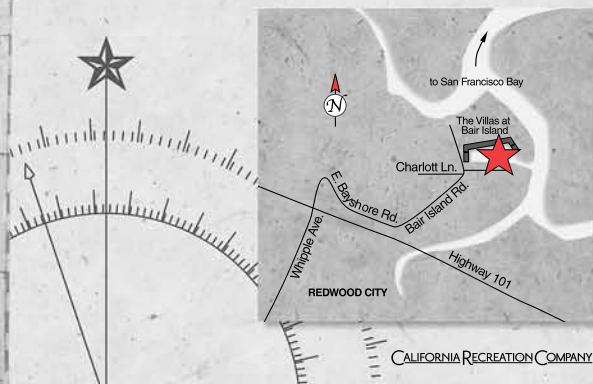 to San Francisco Bay
N
The Villas at
Bair Island
Charlott Ln.
E Bayshore Rd.
Bair Island Rd.
Whipple Ave.
Highway 101
REDWOOD CITY
CALIFORNIA RECREATION COMPANY